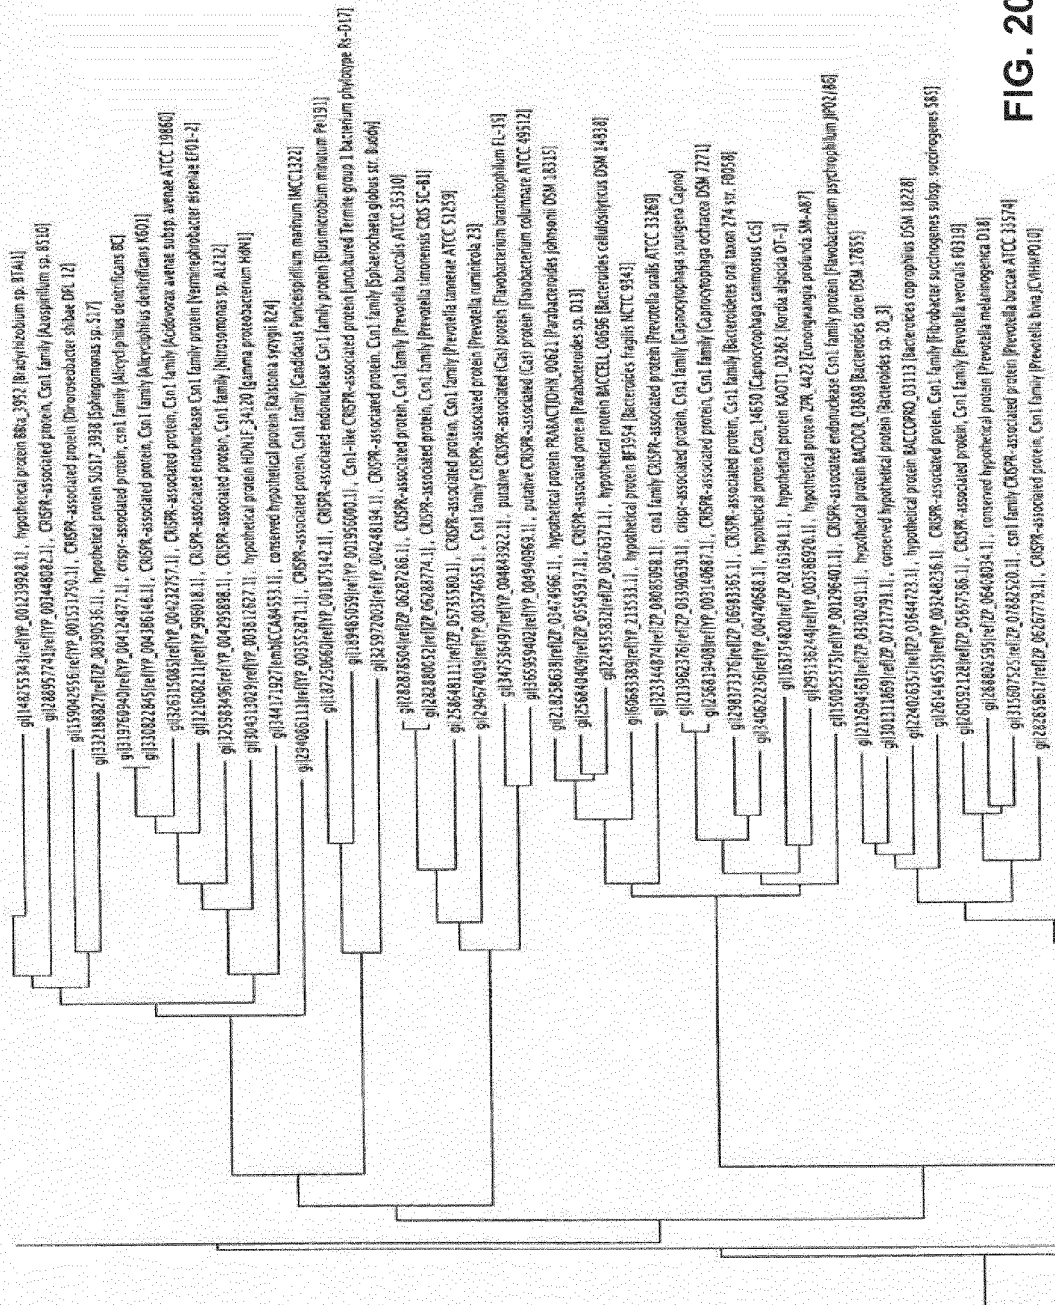 gi|148255343|ref|YP_001239928.1|, hypothetical protein BBta_3952 [Bradyrhizobium sp. BTAi1]
gi|288957741|ref|YP_003448082.1|, CRISPR-associated protein, Csn1 family [Azospirillum sp. B510]
gi|159042956|ref|YP_001531750.1|, CRISPR-associated protein [Dinoroseobacter shibae DFL 12]
gi|332188827|ref|ZP_08390536.1|, hypothetical protein SUS17_3938 [Sphingomonas sp. S17]
gi|319760940|ref|YP_004124877.1|, crispr-associated protein, csn1 family [Alicycliphilus denitrificans BC]
gi|330822845|ref|YP_004386148.1|, CRISPR-associated protein, Csn1 family [Alicycliphilus denitrificans K601]
gi|326315085|ref|YP_004232757.1|, CRISPR-associated protein, Csn1 family [Acidovorax avenae subsp. avenae ATCC 19860]
gi|121608211|ref|YP_996018.1|, CRISPR-associated endonuclease Csn1 family protein [Verminephrobacter eiseniae EF01-2]
gi|325983496|ref|YP_004295898.1|, CRISPR-associated protein, Csn1 family [Nitrosomonas sp. AL212]
gi|304313029|ref|YP_003812627.1|, hypothetical protein HDN1F_34120 [gamma proteobacterium HdN1]
gi|344171927|emb|CCA84553.1|, conserved hypothetical protein [Ralstonia syzygii R24]
gi|294086111|ref|YP_003552871.1|, CRISPR-associated protein, Csn1 family [Candidatus Puniceispirillum marinum IMCC1322]
gi|187250660|ref|YP_001875142.1|, CRISPR-associated endonuclease Csn1 family protein [Elusimicrobium minutum Pei191]
gi|189485059|ref|YP_001956000.1|, Csn1-like CRISPR-associated protein [uncultured Termite group 1 bacterium phylotype Rs-D17]
gi|325972003|ref|YP_004248194.1|, CRISPR-associated protein, Csn1 family [Sphaerochaeta globus str. Buddy]
gi|282878504|ref|ZP_06287286.1|, CRISPR-associated protein, Csn1 family [Prevotella buccalis ATCC 35310]
gi|282880052|ref|ZP_06288774.1|, CRISPR-associated protein, Csn1 family [Prevotella timonensis CRIS 5C-B1]
gi|258648111|ref|ZP_05735580.1|, CRISPR-associated protein, Csn1 family [Prevotella tannerae ATCC 51259]
gi|294674019|ref|YP_003574635.1|, Csn1 family CRISPR-associated protein [Prevotella ruminicola 23]
gi|347536497|ref|YP_004843922.1|, putative CRISPR-associated (Cas) protein [Flavobacterium branchiophilum FL-15]
gi|365959402|ref|YP_004940969.1|, putative CRISPR-associated (Cas) protein [Flavobacterium columnare ATCC 49512]
gi|218258638|ref|ZP_03474966.1|, hypothetical protein PRABACTJOHN_00621 [Parabacteroides johnsonii DSM 18315]
gi|256840409|ref|ZP_05545917.1|, CRISPR-associated protein [Parabacteroides sp. D13]
gi|224535832|ref|ZP_03676371.1|, hypothetical protein BACCELL_00696 [Bacteroides cellulosilyticus DSM 14838]
gi|60683389|ref|YP_213533.1|, hypothetical protein BF3954 [Bacteroides fragilis NCTC 9343]
gi|323344874|ref|ZP_08085098.1|, csn1 family CRISPR-associated protein [Prevotella oralis ATCC 33269]
gi|213962376|ref|ZP_03390639.1|, crispr-associated protein, Csn1 family [Capnocytophaga sputigena Capno]
gi|256819408|ref|YP_003140687.1|, CRISPR-associated protein, Csn1 family [Capnocytophaga ochracea DSM 7271]
gi|298373376|ref|ZP_06983365.1|, CRISPR-associated protein, Csn1 family [Bacteroidetes oral taxon 274 str. F0058]
gi|340622236|ref|YP_004740688.1|, hypothetical protein Ccan_14650 [Capnocytophaga canimorsus Cc5]
gi|163754820|ref|ZP_02161941.1|, hypothetical protein KAOT1_02362 [Kordia algicida OT-1]
gi|295136244|ref|YP_003586920.1|, hypothetical protein ZPR_4422 [Zunongwangia profunda SM-A87]
gi|150025575|ref|YP_001296401.1|, CRISPR-associated endonuclease Csn1 family protein [Flavobacterium psychrophilum JIP02/86]
gi|212694363|ref|ZP_03302491.1|, hypothetical protein BACDOR_03889 [Bacteroides dorei DSM 17855]
gi|301311869|ref|ZP_07217791.1|, conserved hypothetical protein [Bacteroides sp. 20_3]
gi|224026357|ref|ZP_03644723.1|, hypothetical protein BACCOPRO_03113 [Bacteroides coprophilus DSM 18228]
gi|261414553|ref|YP_003248236.1|, CRISPR-associated protein, Csn1 family [Fibrobacter succinogenes subsp. succinogenes S85]
gi|260592128|ref|ZP_05857586.1|, CRISPR-associated protein, Csn1 family [Prevotella veroralis F0319]
gi|288802595|ref|ZP_06408034.1|, conserved hypothetical protein [Prevotella melaninogenica D18]
gi|315607525|ref|ZP_07882520.1|, csn1 family CRISPR-associated protein [Prevotella buccae ATCC 33574]
gi|282858617|ref|ZP_06267779.1|, CRISPR-associated protein, Csn1 family [Prevotella bivia JCVIHMP010]
FIG. 20